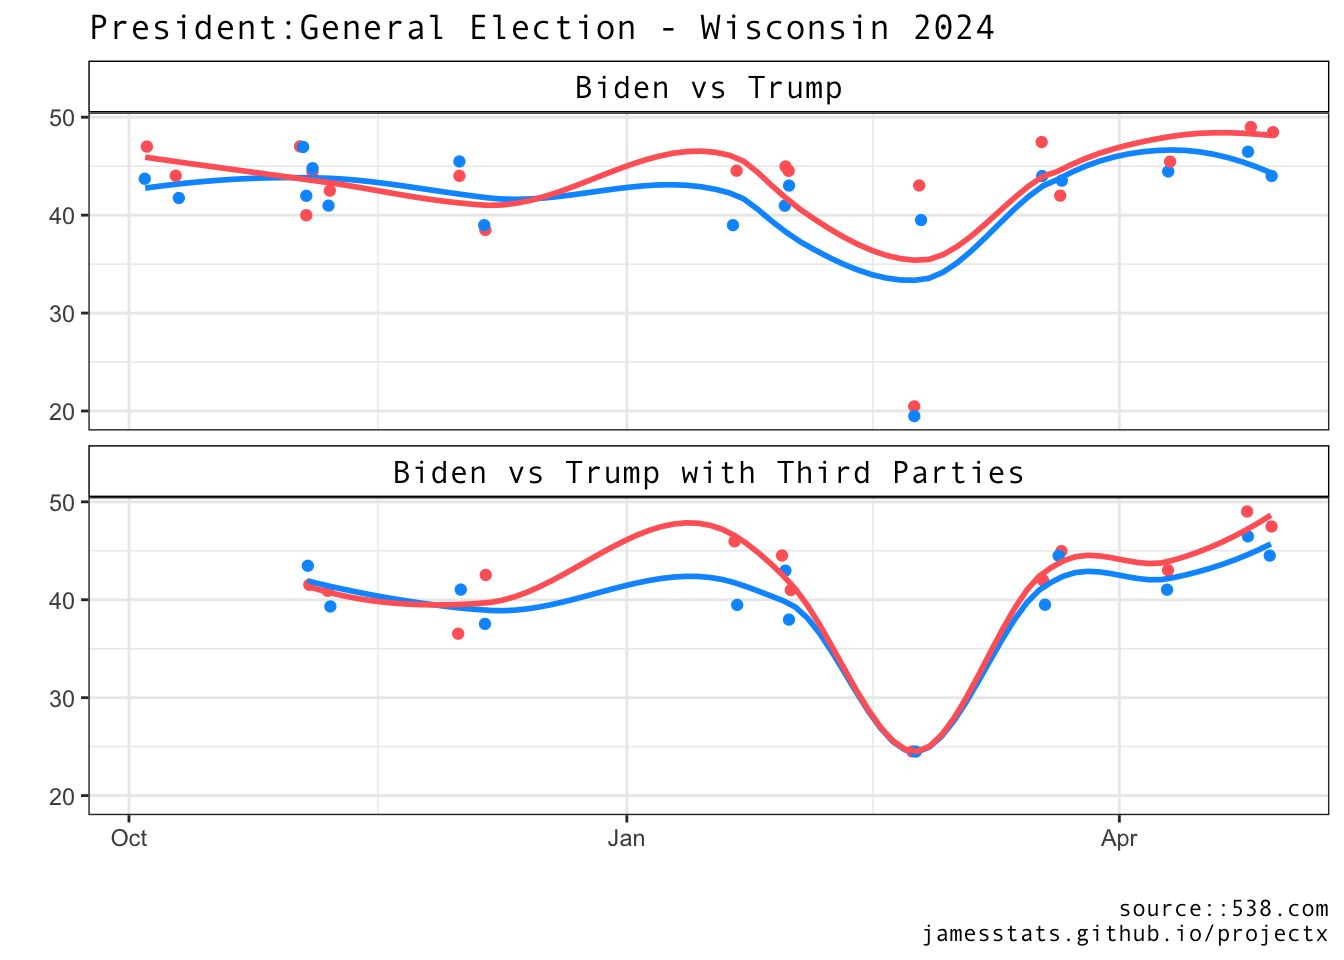 President:General Election - Wisconsin 2024
Biden vs Trump
50
40
30
20
Biden vs Trump with Third Parties
50
40
30
20
Oct Jan Apr
source::538.com
jamesstats.github.io/projectx